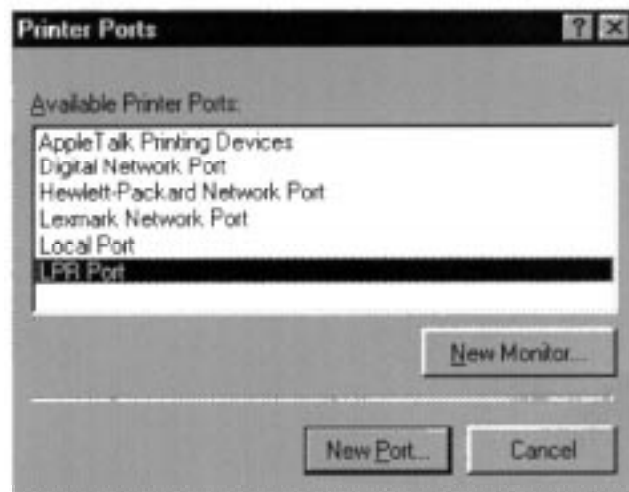 Printer Ports
Available Printer Ports:
AppleTalk Printing Devices
Digital Network Port
Hewlett-Packard Network Port
Lexmark Network Port
Local Port
LPR Port
New Monitor...
New Port...
Cancel